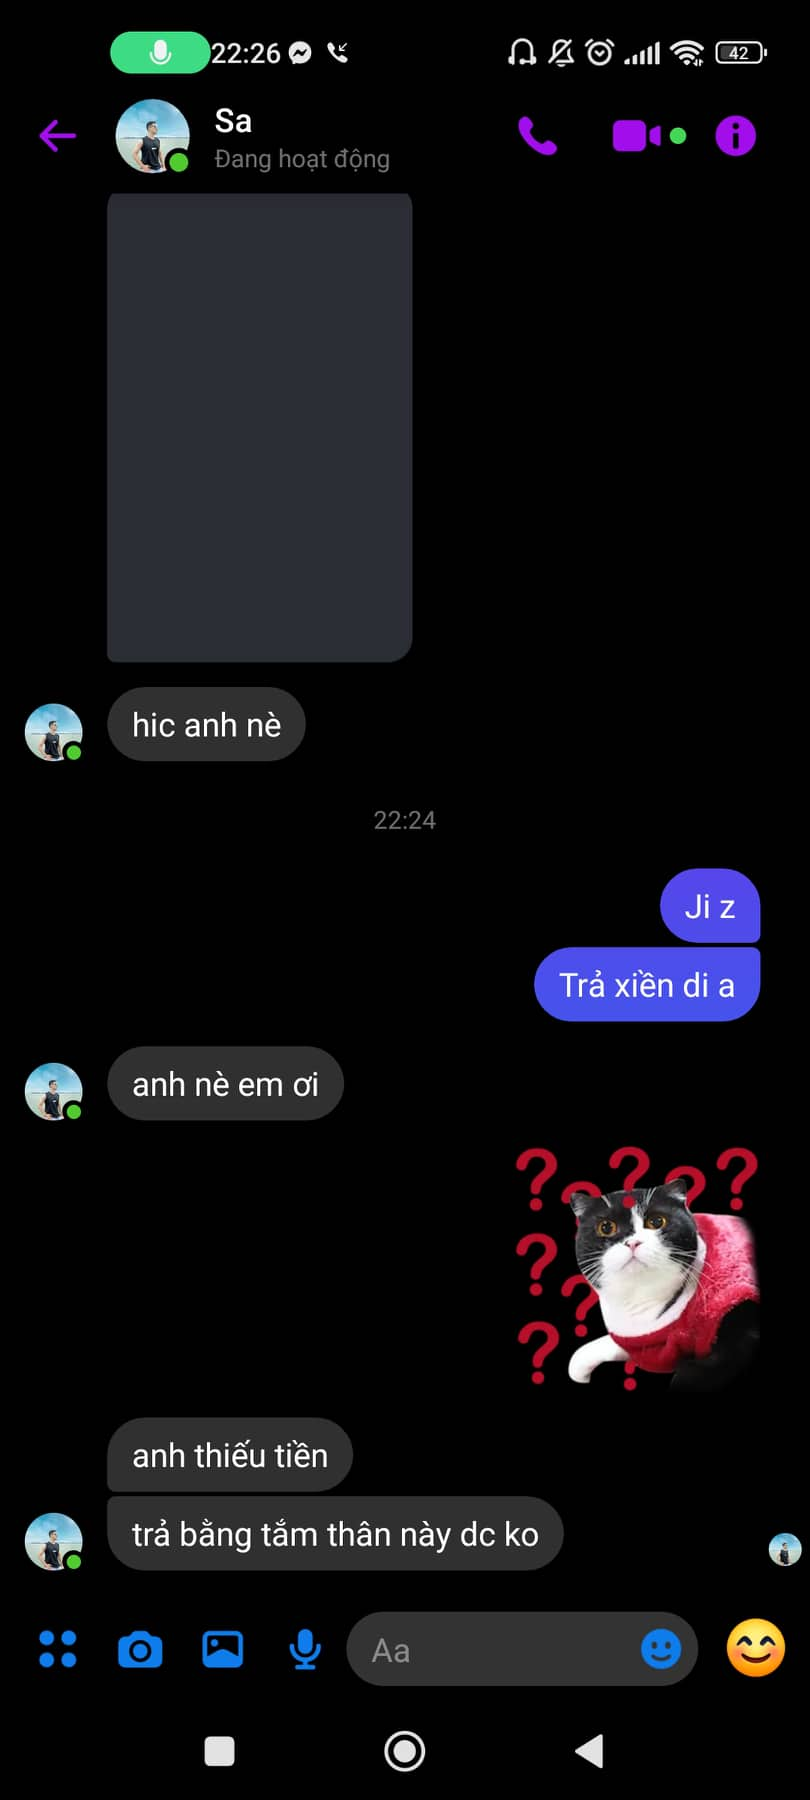 22:26
42
Sa
Đang hoạt động
hic anh nè
22:24
Ji z
Trả xiền di a
anh nè em ơi
? ? ? ? ? ? ? ? ?
anh thiếu tiền
trả bằng tắm thân này dc ko
Aa